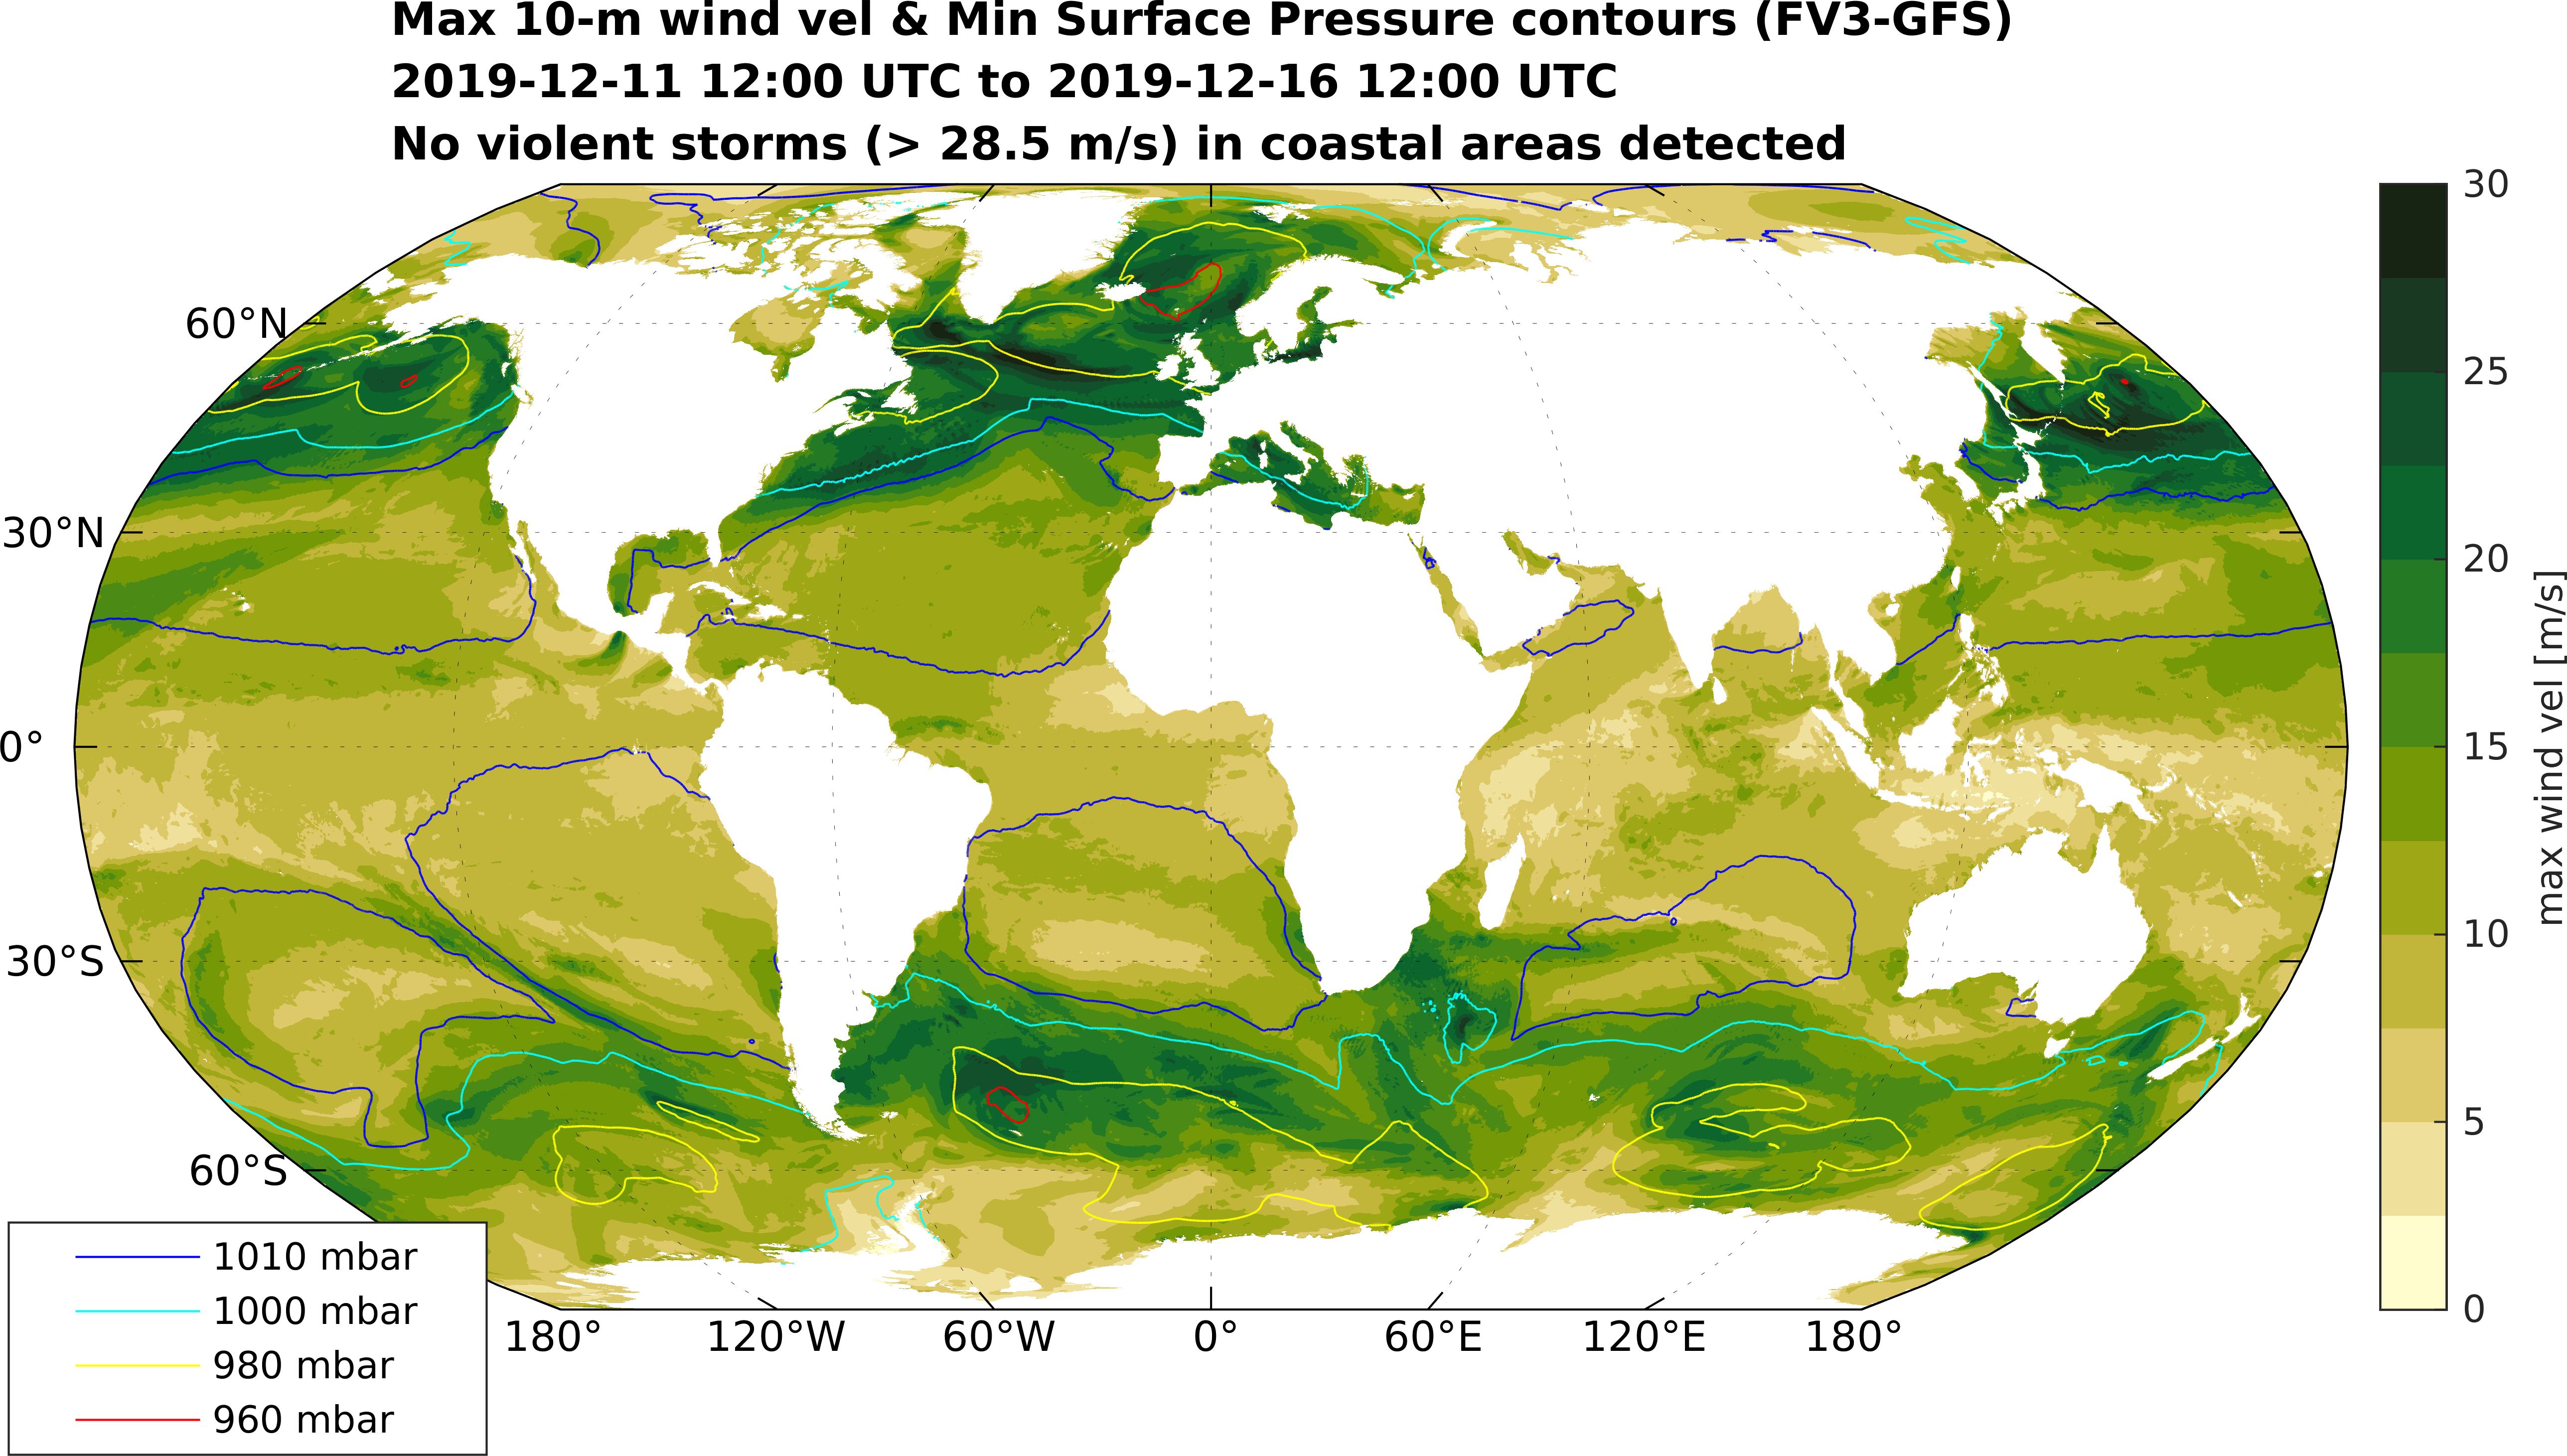 Max 10-m wind vel & Min Surface Pressure contours (FV3-GFS)
2019-12-11 12:00 UTC to 2019-12-16 12:00 UTC
No violent storms (> 28.5 m/s) in coastal areas detected
60°N
30°N
0°
30°S
60°S
180°
120°W
60°W
0°
60°E
120°E
180°
30
25
20
15
10
5
0
max wind vel [m/s]
1010 mbar
1000 mbar
980 mbar
960 mbar